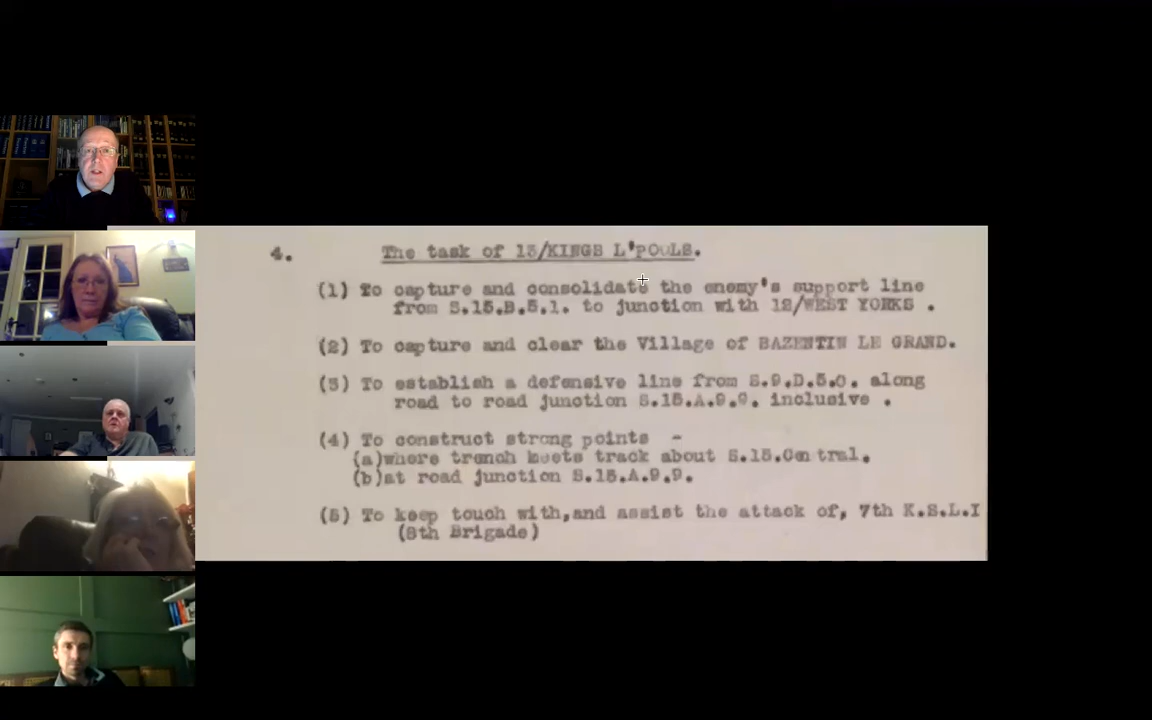 4. The task of 13/KINGS L'POOLS.
(1) To capture and consolidate the enemy's support line
from S.15.B.5.1. to junction with 12/WEST YORKS .
(2) To capture and clear the Village of BAZENTIN LE GRAND.
(3) To establish a defensive line from S.9.D.5.0. along
road to road junction S.15.A.9.9. inclusive .
(4) To construct strong points -
(a)where trench meets track about S.15.Central.
(b)at road junction S.15.A.9.9.
(5) To keep touch with,and assist the attack of, 7th K.S.L.I
(8th Brigade)